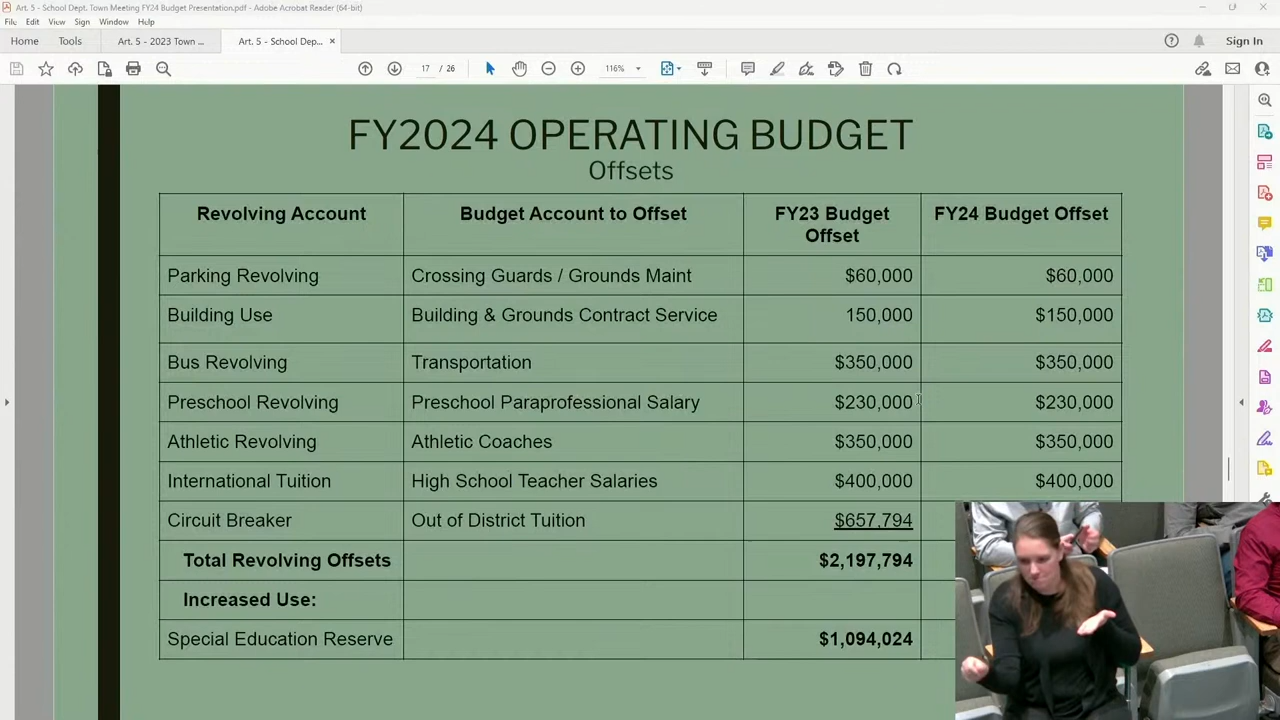 Art. 5 - School Dept. Town Meeting FY24 Budget Presentation.pdf - Adobe Acrobat Reader (64-bit)
File Edit View Sign Window Help
Home Tools Art. 5 - 2023 Town ... Art. 5 - School Dep... × Sign In
17 / 26 116%
FY2024 OPERATING BUDGET
Offsets
Revolving Account Budget Account to Offset FY23 Budget Offset FY24 Budget Offset
Parking Revolving Crossing Guards / Grounds Maint $60,000 $60,000
Building Use Building & Grounds Contract Service 150,000 $150,000
Bus Revolving Transportation $350,000 $350,000
Preschool Revolving Preschool Paraprofessional Salary $230,000 $230,000
Athletic Revolving Athletic Coaches $350,000 $350,000
International Tuition High School Teacher Salaries $400,000 $400,000
Circuit Breaker Out of District Tuition $657,794
Total Revolving Offsets $2,197,794
Increased Use:
Special Education Reserve $1,094,024